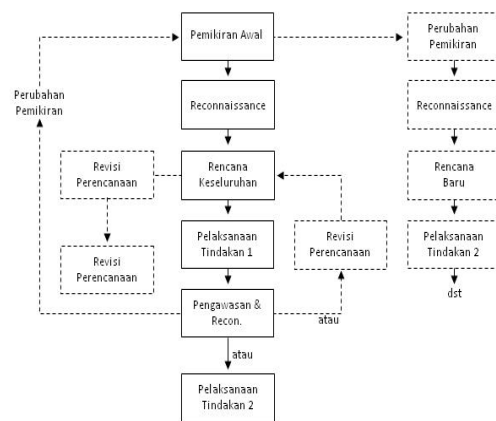 Pemikiran Awal
Perubahan
Pemikiran
Reconnaissance
Reconnaissance
Perubahan
Pemikiran
Revisi
Perencanaan
Rencana
Keseluruhan
Rencana
Baru
Pelaksanaan
Tindakan 1
Revisi
Perencanaan
Pelaksanaan
Tindakan 2
Revisi
Perencanaan
Pengawasan &
Recon.
dst
atau
atau
Pelaksanaan
Tindakan 2